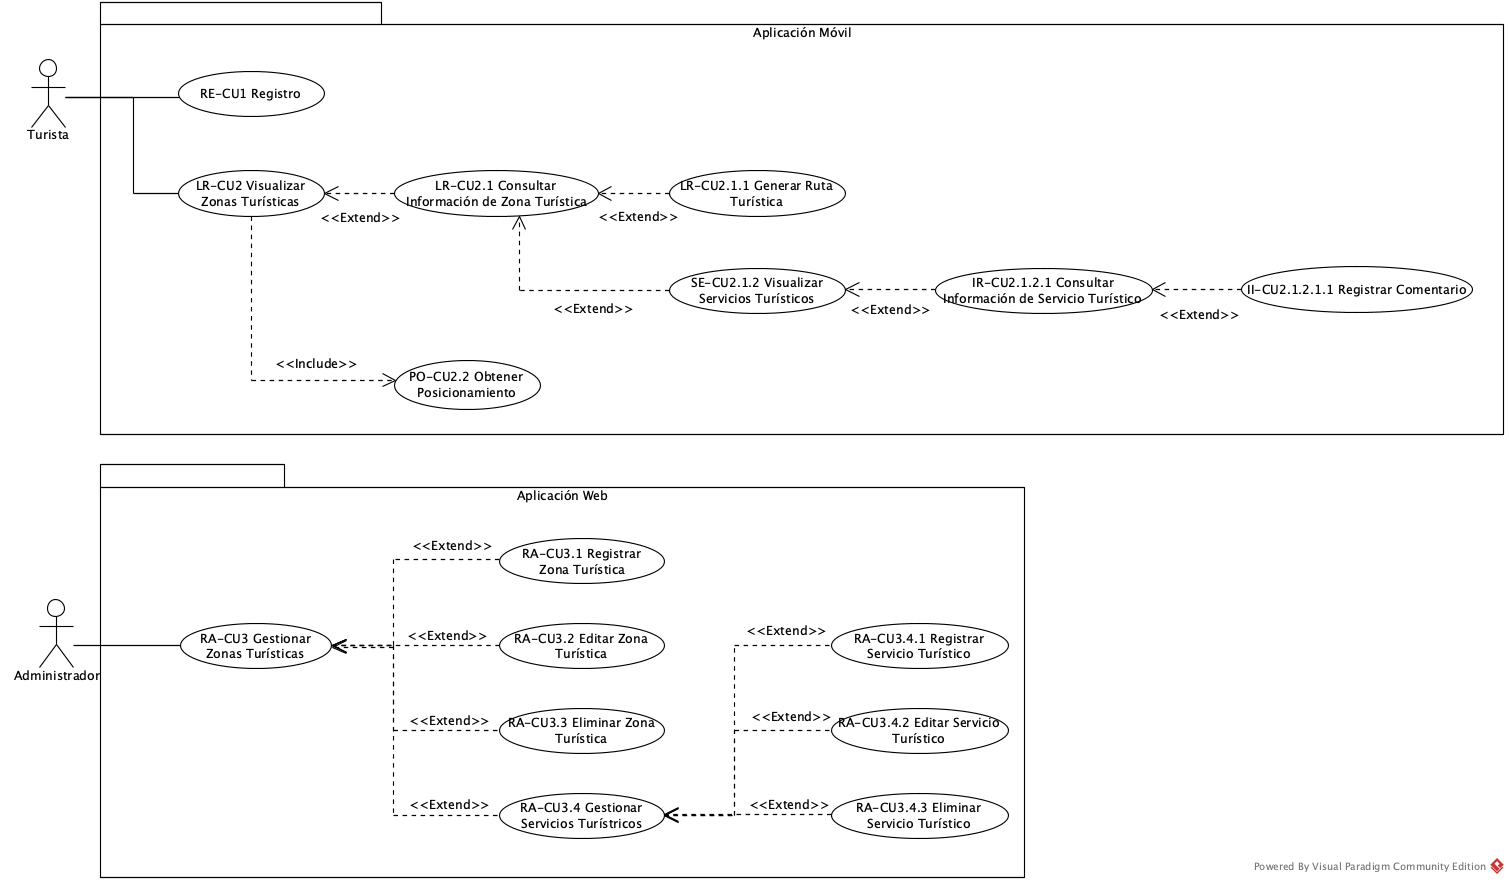 Aplicación Móvil
Turista
RE-CU1 Registro
LR-CU2 Visualizar
Zonas Turísticas
<<Extend>>
LR-CU2.1 Consultar
Información de Zona Turística
<<Extend>>
LR-CU2.1.1 Generar Ruta
Turística
SE-CU2.1.2 Visualizar
Servicios Turísticos
<<Extend>>
<<Extend>>
IR-CU2.1.2.1 Consultar
Información de Servicio Turístico
<<Extend>>
II-CU2.1.2.1.1 Registrar Comentario
<<Include>>
PO-CU2.2 Obtener
Posicionamiento
Aplicación Web
Administrador
RA-CU3 Gestionar
Zonas Turísticas
<<Extend>>
RA-CU3.1 Registrar
Zona Turística
<<Extend>>
RA-CU3.2 Editar Zona
Turística
<<Extend>>
RA-CU3.3 Eliminar Zona
Turística
<<Extend>>
RA-CU3.4 Gestionar
Servicios Turístricos
<<Extend>>
RA-CU3.4.1 Registrar
Servicio Turístico
<<Extend>>
RA-CU3.4.2 Editar Servicio
Turístico
<<Extend>>
RA-CU3.4.3 Eliminar
Servicio Turístico
Powered By Visual Paradigm Community Edition